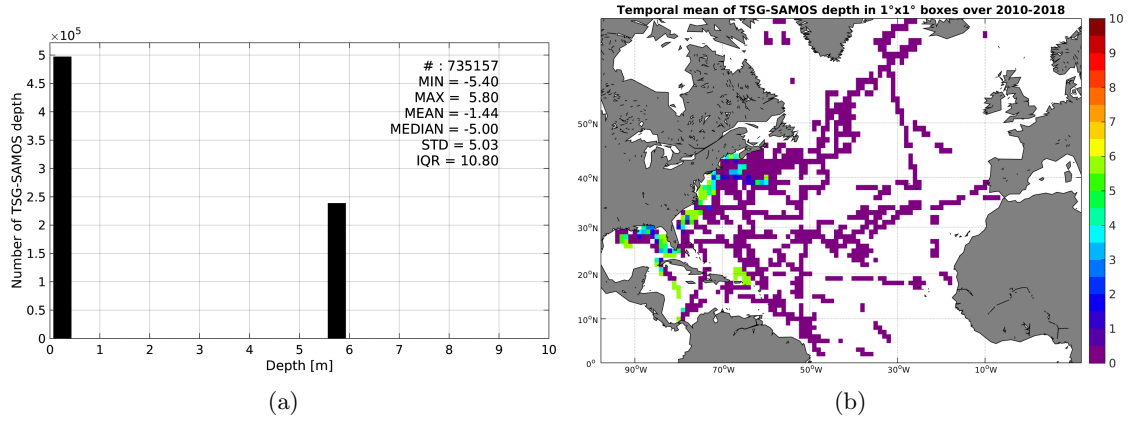 ×10⁵
5
4.5
4
3.5
3
2.5
2
1.5
1
0.5
0
Number of TSG-SAMOS depth
# : 735157
MIN = -5.40
MAX = 5.80
MEAN = -1.44
MEDIAN = -5.00
STD = 5.03
IQR = 10.80
0 1 2 3 4 5 6 7 8 9 10
Depth [m]
(a)
Temporal mean of TSG-SAMOS depth in 1°x1° boxes over 2010-2018
50°N
40°N
30°N
20°N
10°N
0°
90°W 70°W 50°W 30°W 10°W
10
9
8
7
6
5
4
3
2
1
0
(b)